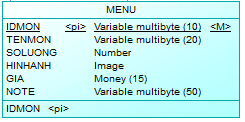 MENU
IDMON <pi> Variable multibyte (10) <M>
TENMON Variable multibyte (20)
SOLUONG Number
HINHANH Image
GIA Money (15)
NOTE Variable multibyte (50)
IDMON <pi>